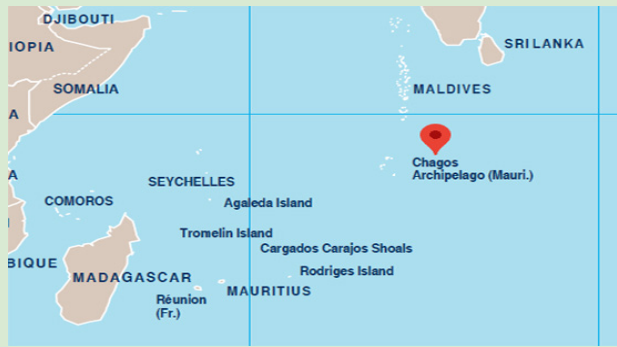 DJIBOUTI
IOPIA
SRI LANKA
SOMALIA
MALDIVES
A
Chagos
Archipelago (Mauri.)
A
SEYCHELLES
COMOROS
Agaleda Island
Tromelin Island
Cargados Carajos Shoals
BIQUE
MADAGASCAR
Rodriges Island
MAURITIUS
Réunion
(Fr.)